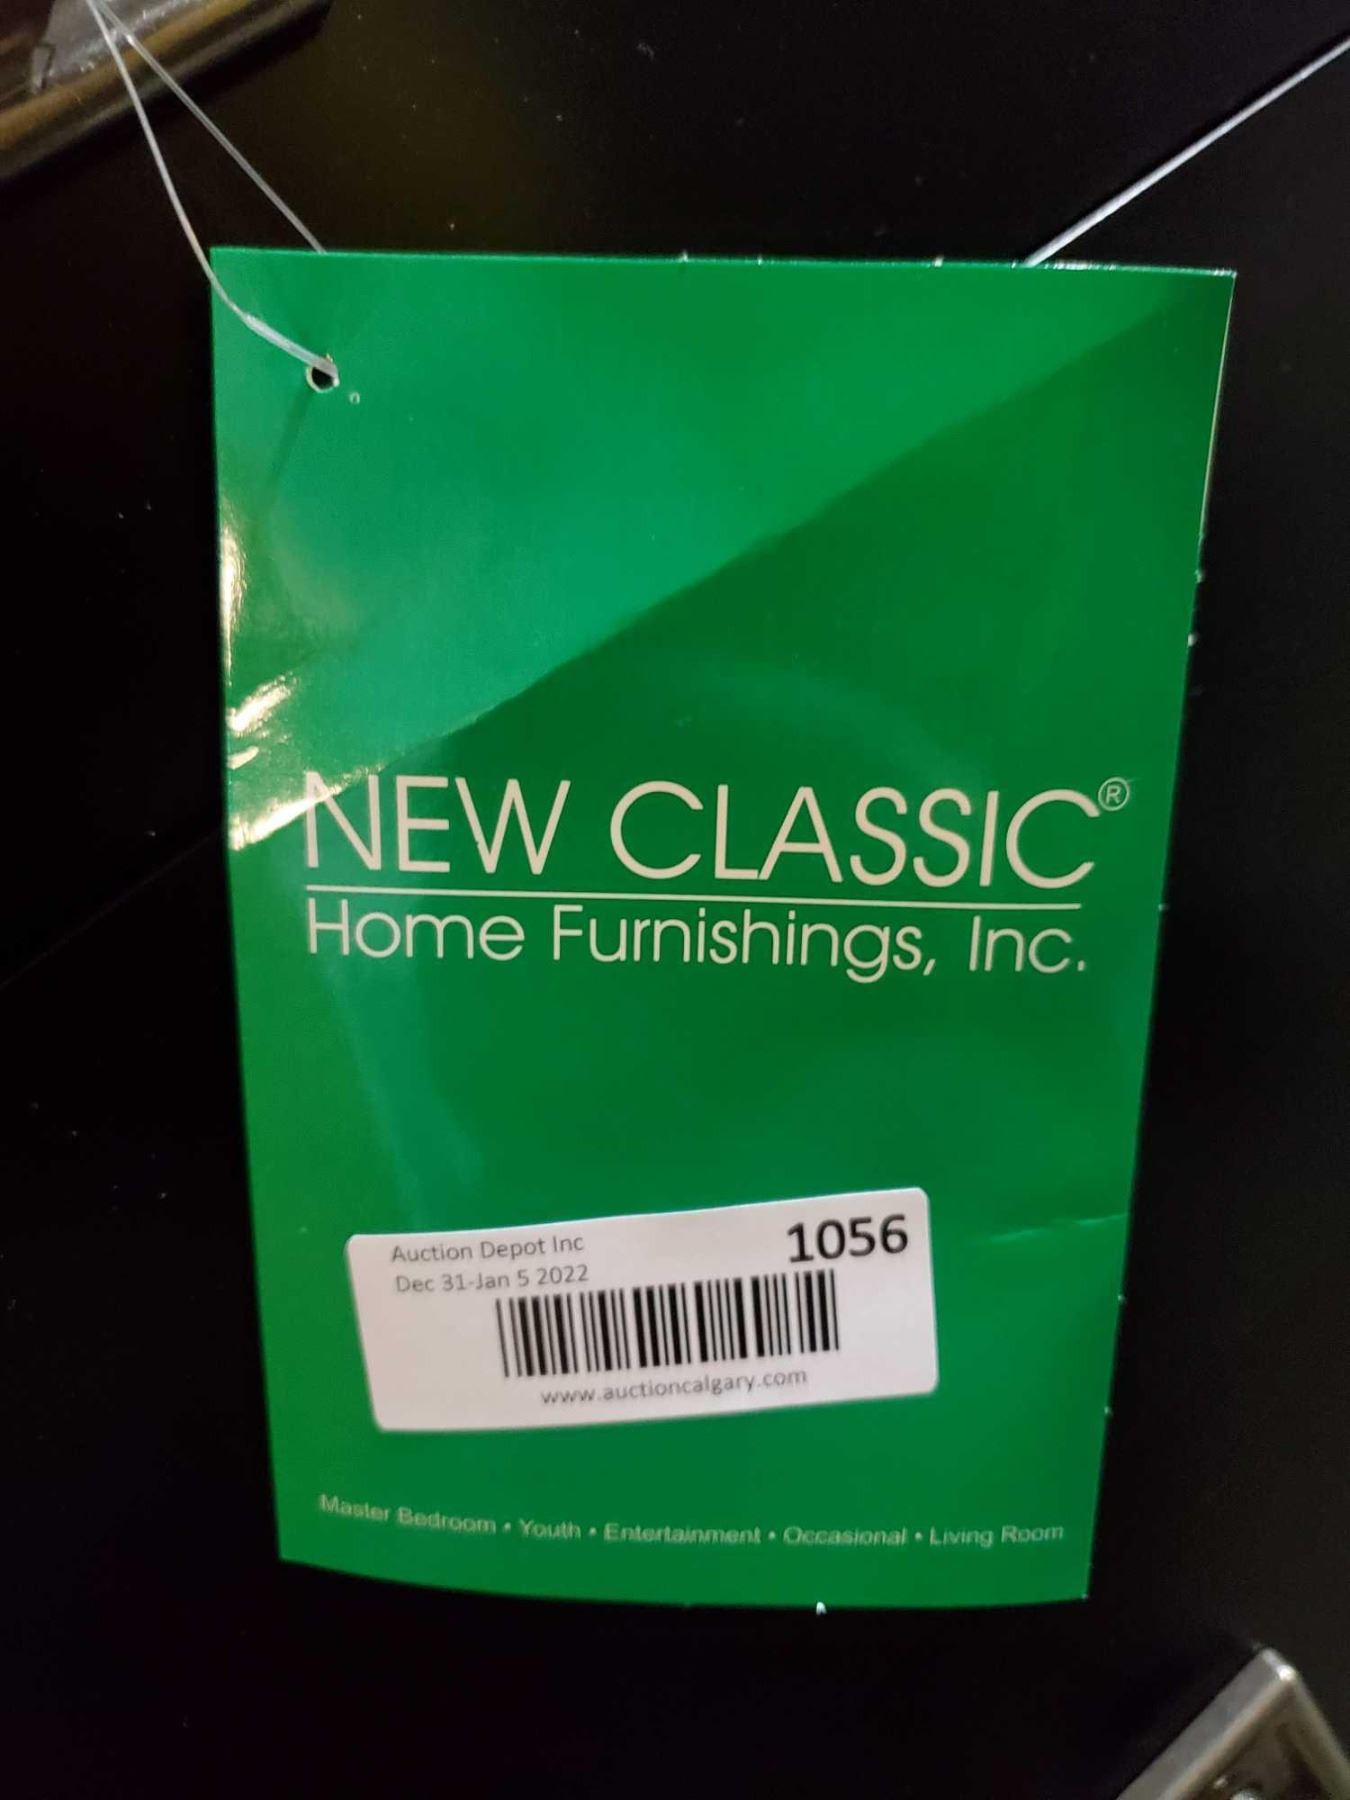 NEW CLASSIC®
Home Furnishings, Inc.
Auction Depot Inc
1056
Dec 31-Jan 5 2022
www.auctioncalgary.com
Master Bedroom • Youth • Entertainment • Occasional • Living Room